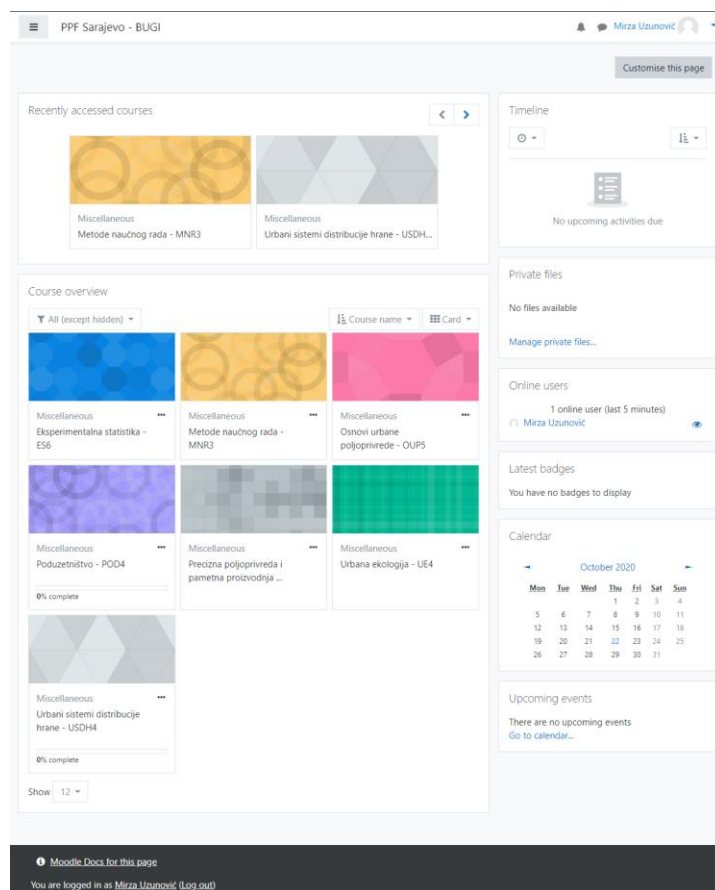 PPF Sarajevo - BUGI
Mirza Uzunović
Customise this page
Recently accessed courses
Miscellaneous
Metode naučnog rada - MNR3
Miscellaneous
Urbani sistemi distribucije hrane - USDH...
Course overview
All (except hidden)
Course name
Card
Miscellaneous
Eksperimentalna statistika -
ES6
Miscellaneous
Metode naučnog rada -
MNR3
Miscellaneous
Osnovi urbane
poljoprivrede - OUP5
Miscellaneous
Poduzetništvo - POD4
0% complete
Miscellaneous
Precizna poljoprivreda i
pametna proizvodnja ...
Miscellaneous
Urbana ekologija - UE4
Miscellaneous
Urbani sistemi distribucije
hrane - USDH4
0% complete
Show 12
Timeline
No upcoming activities due
Private files
No files available
Manage private files...
Online users
1 online user (last 5 minutes)
Mirza Uzunović
Latest badges
You have no badges to display
Calendar
October 2020
Mon Tue Wed Thu Fri Sat Sun
1 2 3 4
5 6 7 8 9 10 11
12 13 14 15 16 17 18
19 20 21 22 23 24 25
26 27 28 29 30 31
Upcoming events
There are no upcoming events
Go to calendar...
Moodle Docs for this page
You are logged in as Mirza Uzunović (Log out)